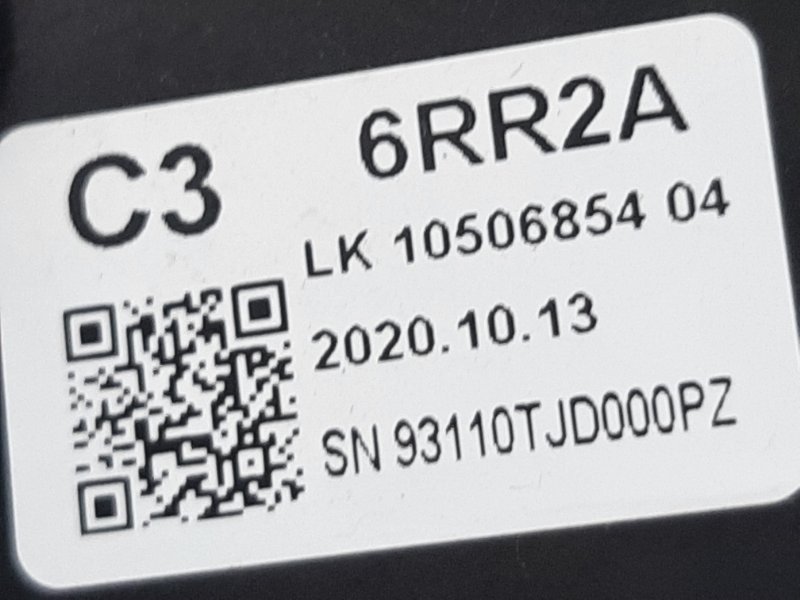 C3 6RR2A
LK 10506854 04
2020.10.13
SN 93110TJD000PZ